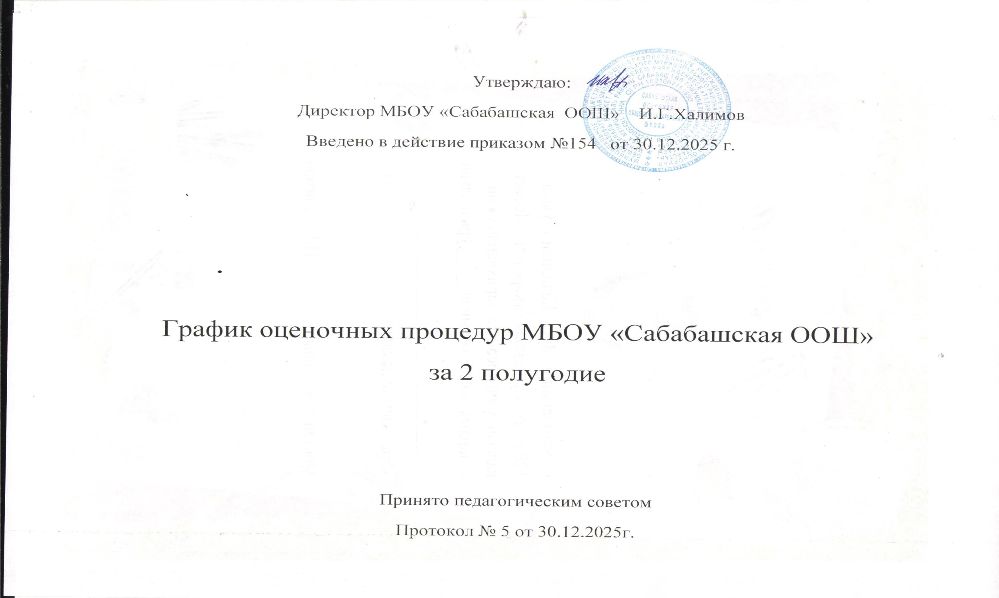 Утверждаю:
Директор МБОУ «Сабабашская ООШ» И.Г.Халимов
Введено в действие приказом №154 от 30.12.2025 г.
САБАБАШСКАЯ
ОСНОВНАЯ
ОБЩЕОБРАЗОВАТЕЛЬНАЯ
ШКОЛА
График оценочных процедур МБОУ «Сабабашская ООШ»
за 2 полугодие
Принято педагогическим советом
Протокол № 5 от 30.12.2025г.